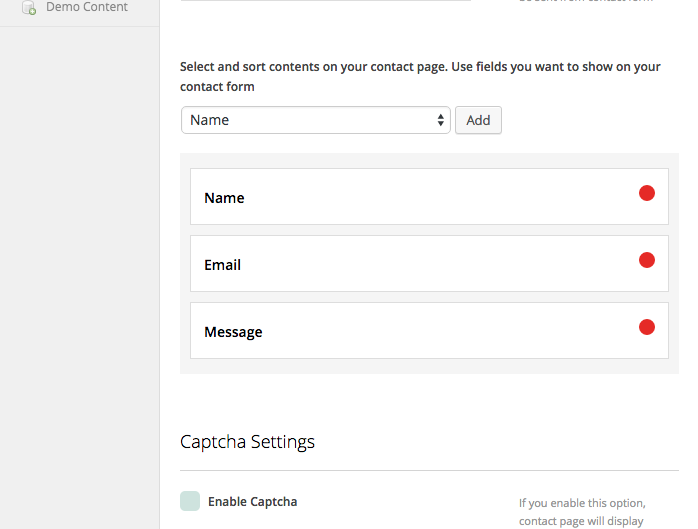 Demo Content
Select and sort contents on your contact page. Use fields you want to show on your
contact form
Name
Add
Name
Email
Message
Captcha Settings
Enable Captcha
If you enable this option,
contact page will display